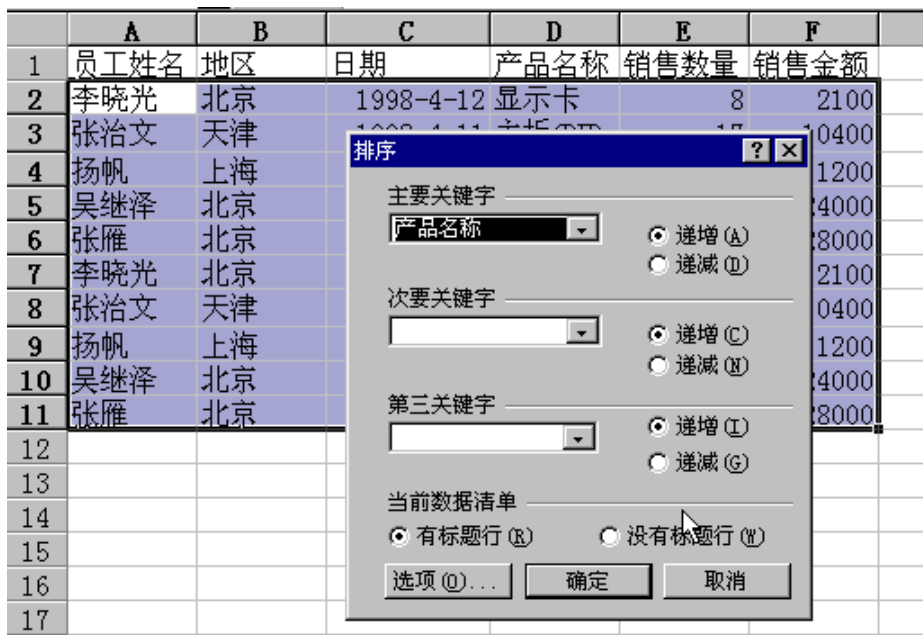 A B C D E F
1 员工姓名 地区 日期 产品名称 销售数量 销售金额
2 李晓光 北京 1998-4-12 显示卡 8 2100
3 张治文 天津 17 10400
4 扬帆 上海 1200
5 吴继泽 北京 4000
6 张雁 北京 8000
7 李晓光 北京 2100
8 张治文 天津 0400
9 扬帆 上海 1200
10 吴继泽 北京 4000
11 张雁 北京 8000
12
13
14
15
16
17
排序
主要关键字
产品名称
递增(A)
递减(D)
次要关键字
递增(C)
递减(N)
第三关键字
递增(I)
递减(G)
当前数据清单
有标题行(R) 没有标题行(W)
选项(O)... 确定 取消